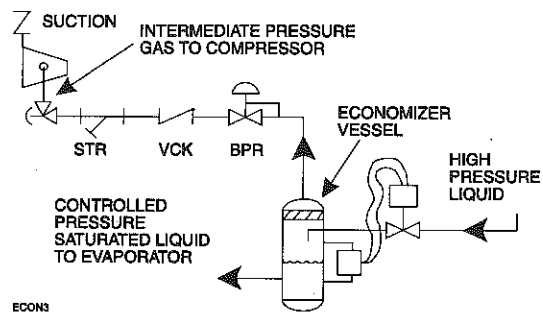 SUCTION
INTERMEDIATE PRESSURE
GAS TO COMPRESSOR
STR
VCK
BPR
ECONOMIZER
VESSEL
HIGH
PRESSURE
LIQUID
CONTROLLED
PRESSURE
SATURATED LIQUID
TO EVAPORATOR
ECON3